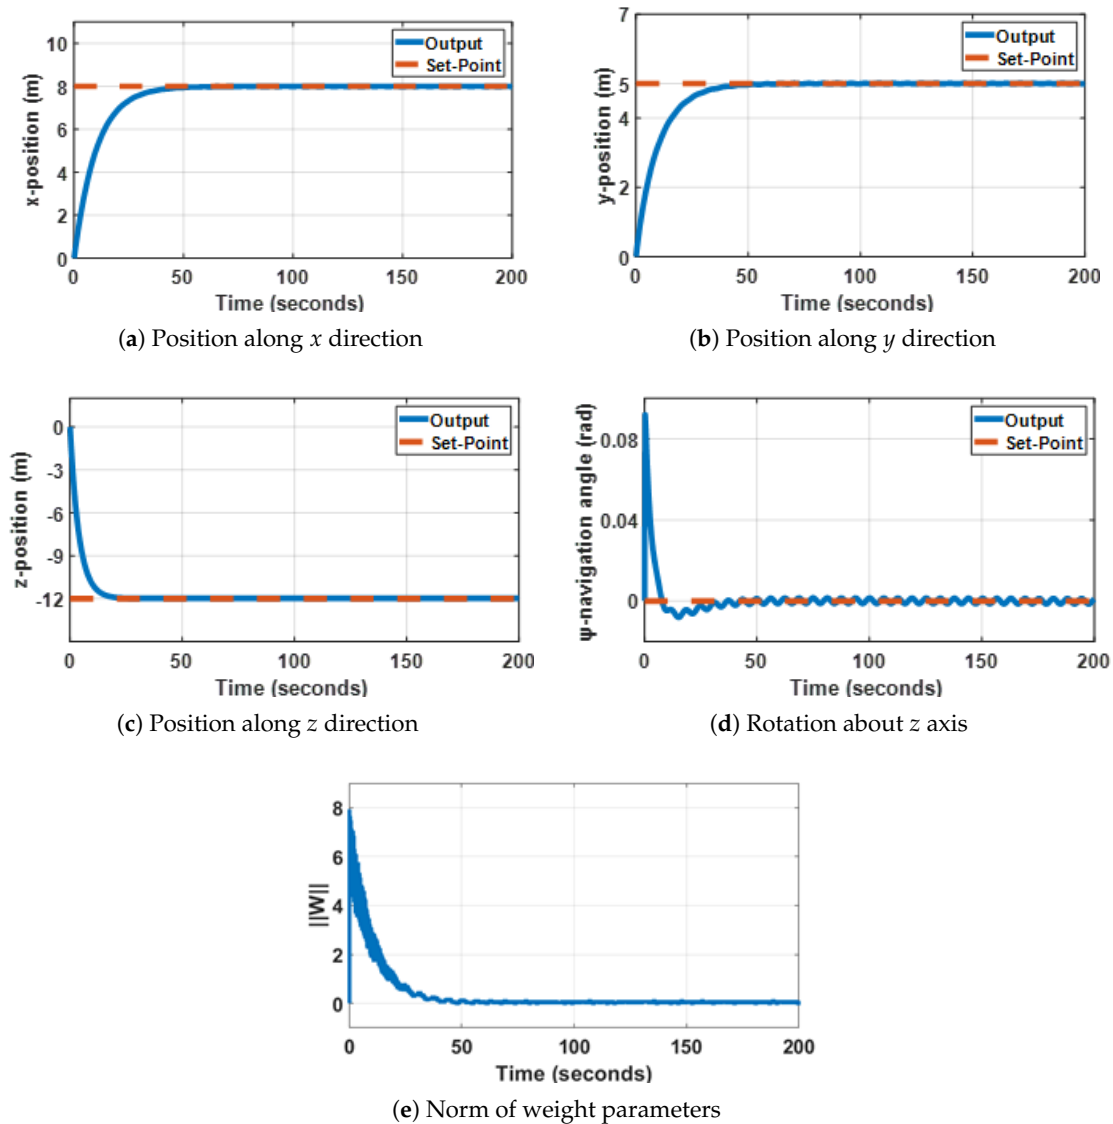 10
8
6
4
2
0
x-position (m)
Output
Set-Point
0 50 100 150 200
Time (seconds)
(a) Position along x direction
7
5
4
2
0
y-position (m)
Output
Set-Point
0 50 100 150 200
Time (seconds)
(b) Position along y direction
0
-3
-6
-9
-12
z-position (m)
Output
Set-Point
0 50 100 150 200
Time (seconds)
(c) Position along z direction
0.08
0.04
0
ψ-navigation angle (rad)
Output
Set-Point
0 50 100 150 200
Time (seconds)
(d) Rotation about z axis
8
6
4
2
0
||W||
0 50 100 150 200
Time (seconds)
(e) Norm of weight parameters